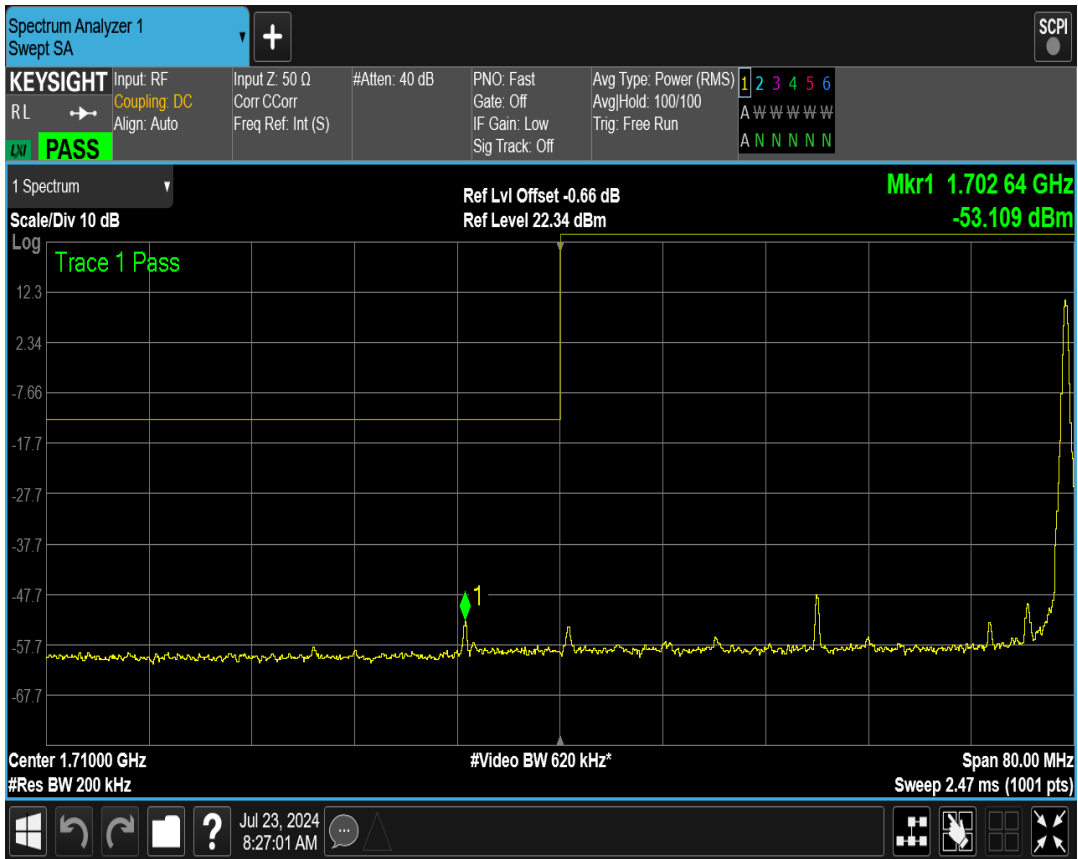 Spectrum Analyzer 1
Swept SA
SCPI
KEYSIGHT
R L
LXI PASS
Input: RF
Coupling: DC
Align: Auto
Input Z: 50 Ω
Corr CCorr
Freq Ref: Int (S)
#Atten: 40 dB
PNO: Fast
Gate: Off
IF Gain: Low
Sig Track: Off
Avg Type: Power (RMS)
Avg|Hold: 100/100
Trig: Free Run
1 2 3 4 5 6
A W W W W W
A N N N N N
1 Spectrum
Scale/Div 10 dB
Ref Lvl Offset -0.66 dB
Ref Level 22.34 dBm
Mkr1 1.702 64 GHz
-53.109 dBm
Log
Trace 1 Pass
12.3
2.34
-7.66
-17.7
-27.7
-37.7
-47.7
1
-57.7
-67.7
Center 1.71000 GHz
#Video BW 620 kHz*
Span 80.00 MHz
#Res BW 200 kHz
Sweep 2.47 ms (1001 pts)
?
Jul 23, 2024
8:27:01 AM